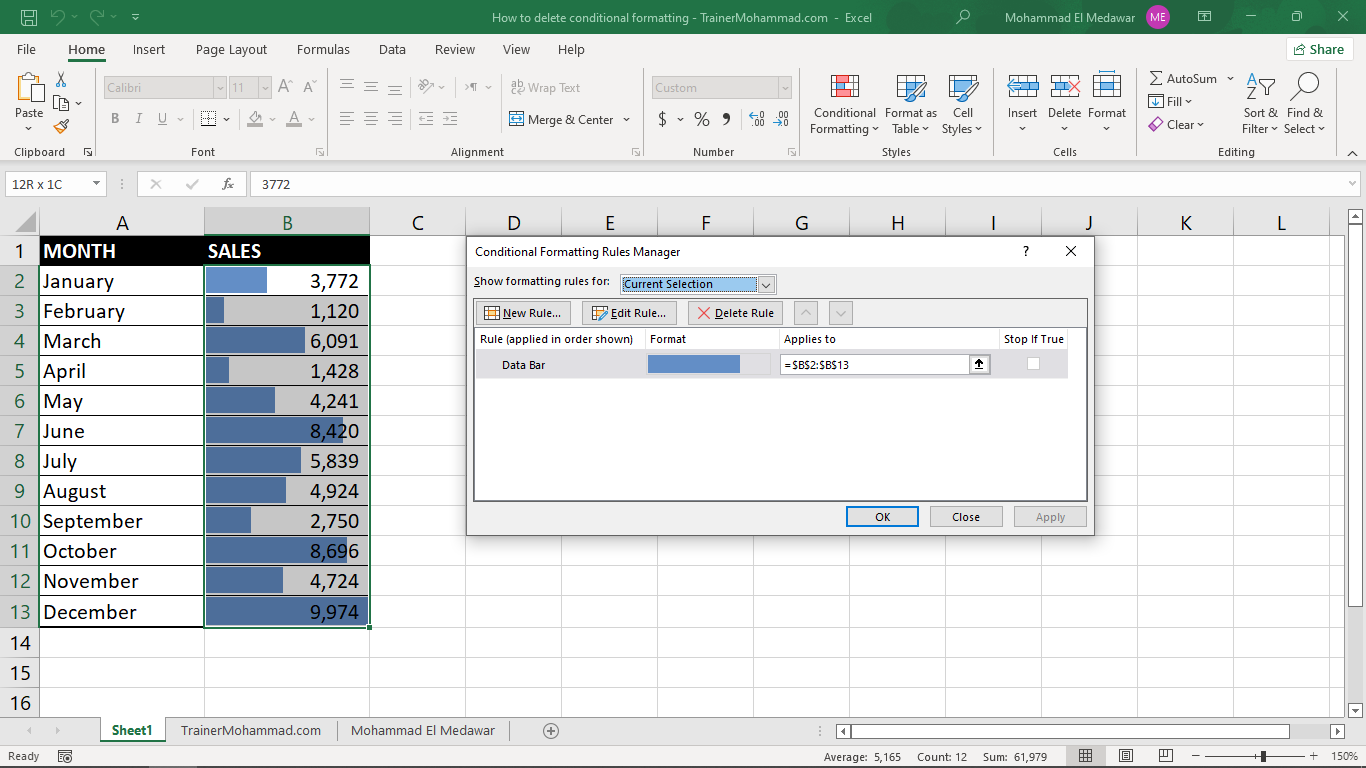 How to delete conditional formatting - TrainerMohammad.com - Excel
Mohammad El Medawar
ME
File Home Insert Page Layout Formulas Data Review View Help
Share
Paste
Clipboard
Calibri 11
B I U A
Font
Wrap Text
Merge & Center
Alignment
Custom
$ % 9
Number
Conditional Formatting
Format as Table
Cell Styles
Styles
Insert Delete Format
Cells
AutoSum
Fill
Clear
Sort & Filter
Find & Select
Editing
12R x 1C fx 3772
A B C D E F G H I J K L
1 MONTH SALES
2 January 3,772
3 February 1,120
4 March 6,091
5 April 1,428
6 May 4,241
7 June 8,420
8 July 5,839
9 August 4,924
10 September 2,750
11 October 8,696
12 November 4,724
13 December 9,974
14
15
16
Conditional Formatting Rules Manager ?
Show formatting rules for: Current Selection
New Rule... Edit Rule... Delete Rule
Rule (applied in order shown) Format Applies to Stop If True
Data Bar =$B$2:$B$13
OK Close Apply
Sheet1 TrainerMohammad.com Mohammad El Medawar
Ready Average: 5,165 Count: 12 Sum: 61,979 150%